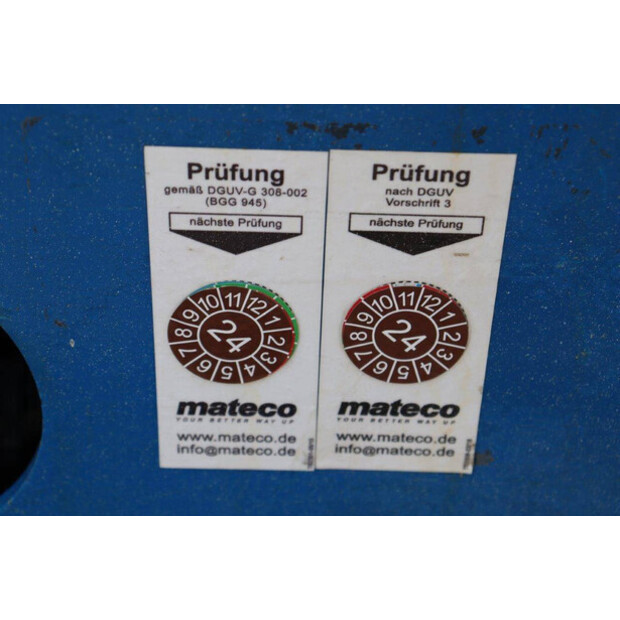 Prüfung
gemäß DGUV-G 308-002
(BGG 945)
nächste Prüfung
1 2 3 4 5 6 7 8 9 10 11 12
24
mateco
YOUR BETTER WAY UP
www.mateco.de
info@mateco.de
Prüfung
nach DGUV
Vorschrift 3
nächste Prüfung
1 2 3 4 5 6 7 8 9 10 11 12
24
mateco
YOUR BETTER WAY UP
www.mateco.de
info@mateco.de